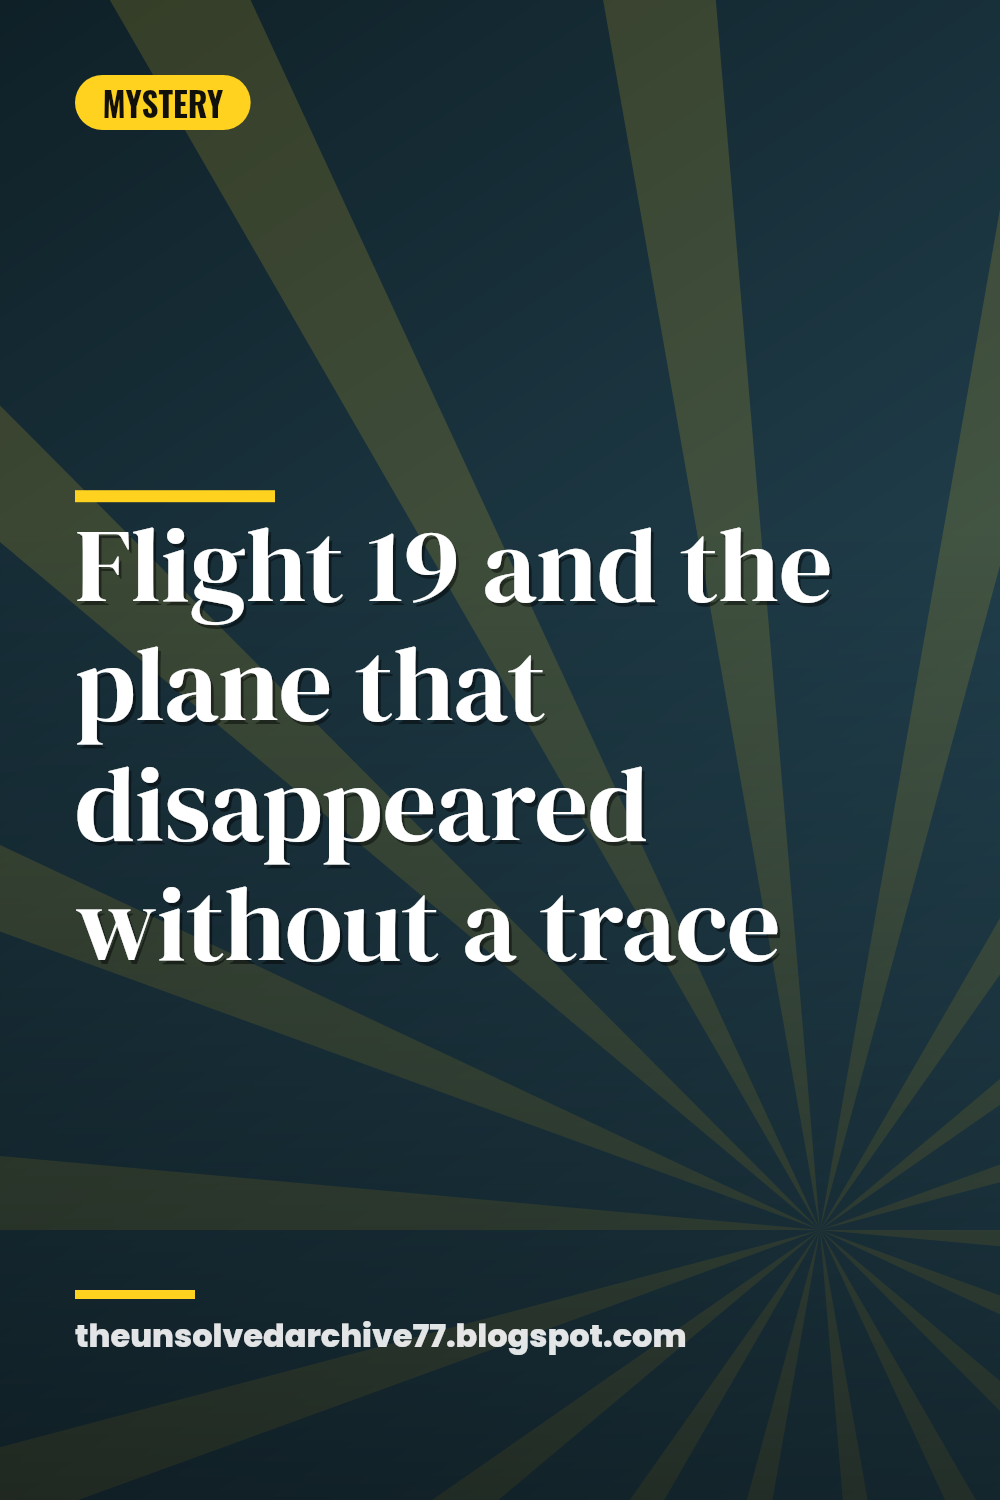 MYSTERY
Flight 19 and the
plane that
disappeared
without a trace
theunsolvedarchive77.blogspot.com